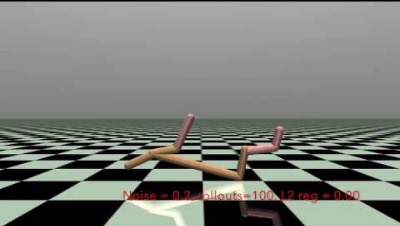 Noise = 0.2, rollouts=100, L2 reg = 0.00